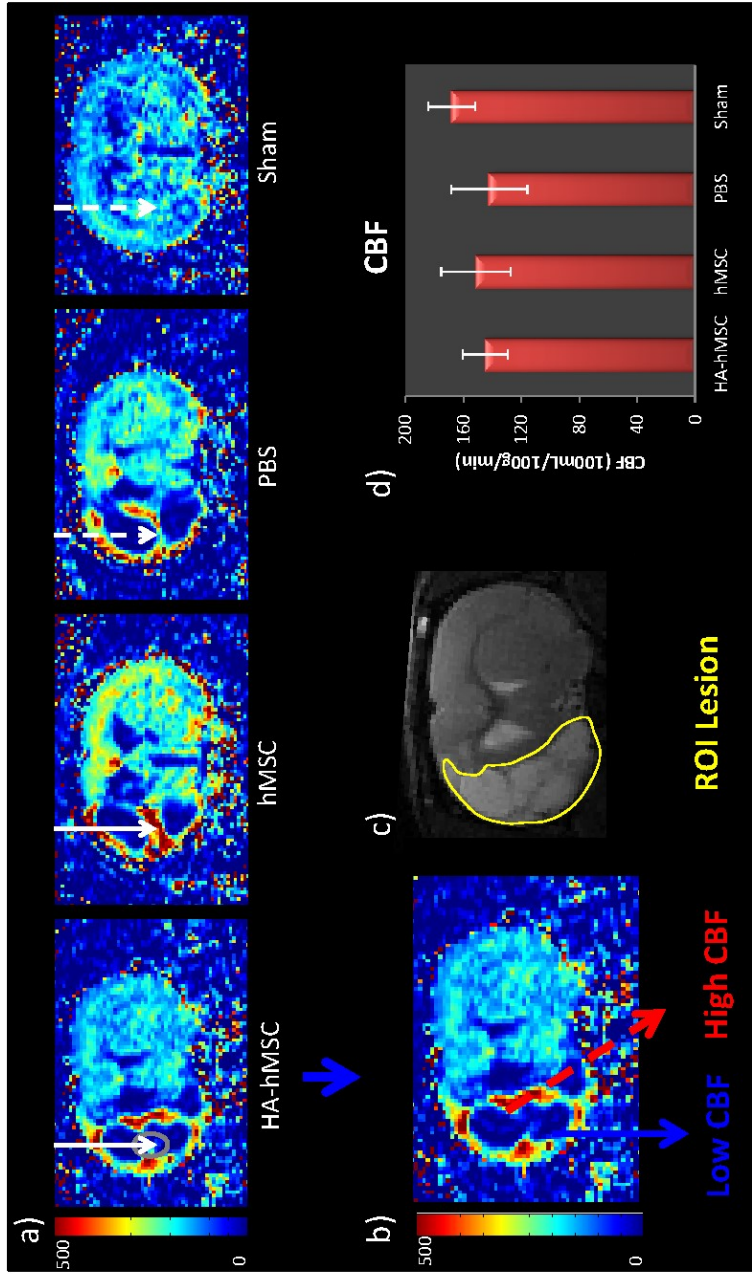 a)
500
0
HA-hMSC
hMSC
PBS
Sham
b)
500
0
Low CBF
High CBF
c)
ROI Lesion
d)
CBF
CBF (100mL/100g/min)
200
160
120
80
40
0
HA-hMSC
hMSC
PBS
Sham